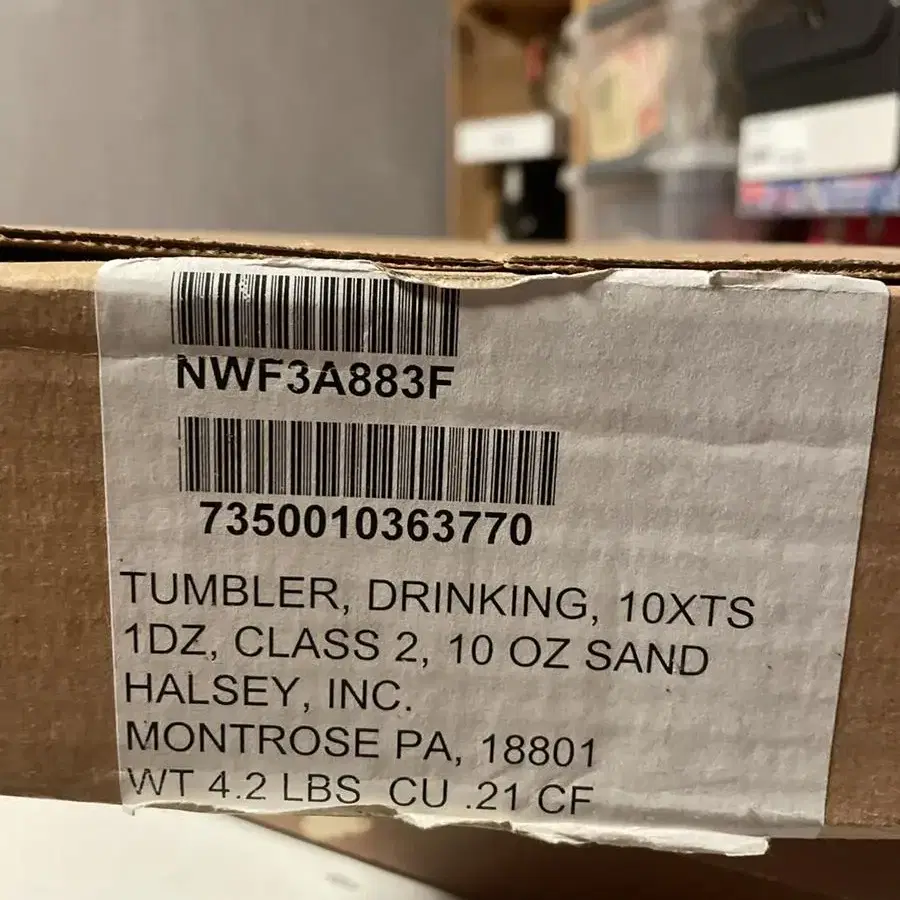 NWF3A883F
7350010363770
TUMBLER, DRINKING, 10XTS
1DZ, CLASS 2, 10 OZ SAND
HALSEY, INC.
MONTROSE PA, 18801
WT 4.2 LBS CU .21 CF